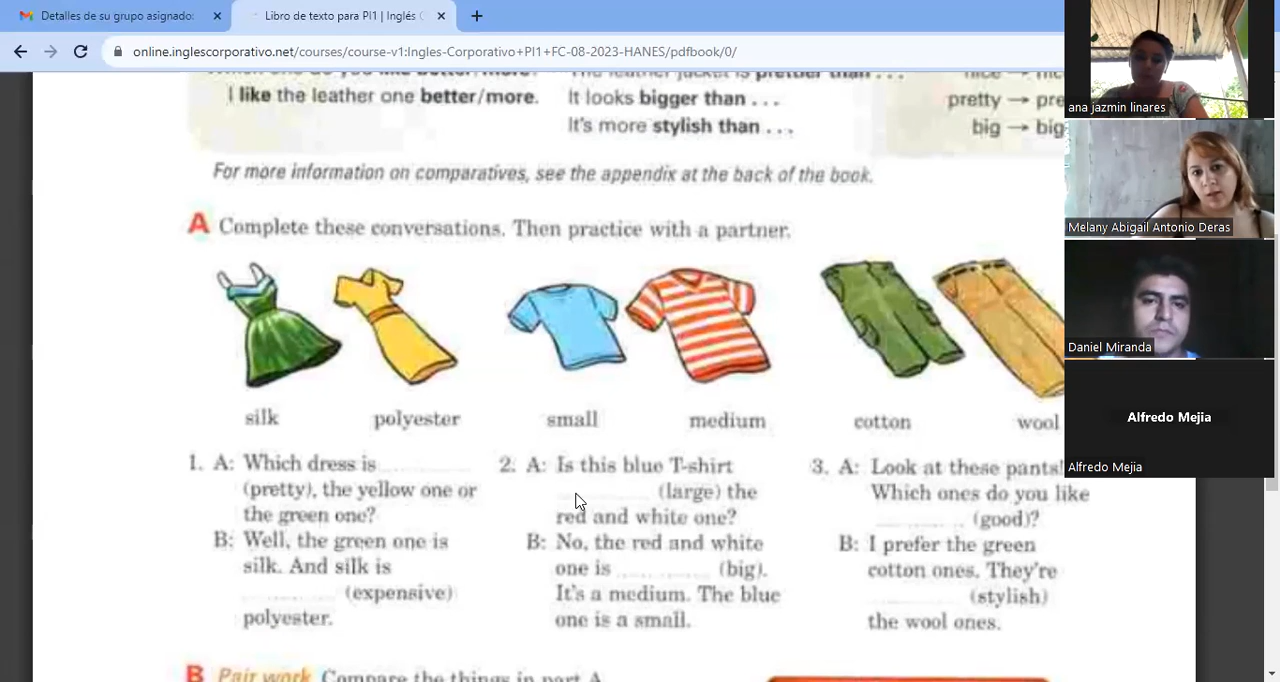 Detalles de su grupo asignado:
Libro de texto para PI1 | Inglés C
online.inglescorporativo.net/courses/course-v1:Ingles-Corporativo+PI1+FC-08-2023-HANES/pdfbook/0/
I like the leather one better/more.
The leather jacket is prettier than . . .
It looks bigger than . . .
It's more stylish than . . .
pretty → pre
big → big
For more information on comparatives, see the appendix at the back of the book.
A Complete these conversations. Then practice with a partner.
silk polyester small medium cotton wool
1. A: Which dress is
(pretty), the yellow one or
the green one?
B: Well, the green one is
silk. And silk is
(expensive)
polyester.
2. A: Is this blue T-shirt
(large) the
red and white one?
B: No, the red and white
one is (big).
It's a medium. The blue
one is a small.
3. A: Look at these pants!
Which ones do you like
(good)?
B: I prefer the green
cotton ones. They're
(stylish)
the wool ones.
B Pair work Compare the things in part A
ana jazmin linares
Melany Abigail Antonio Deras
Daniel Miranda
Alfredo Mejia
Alfredo Mejia